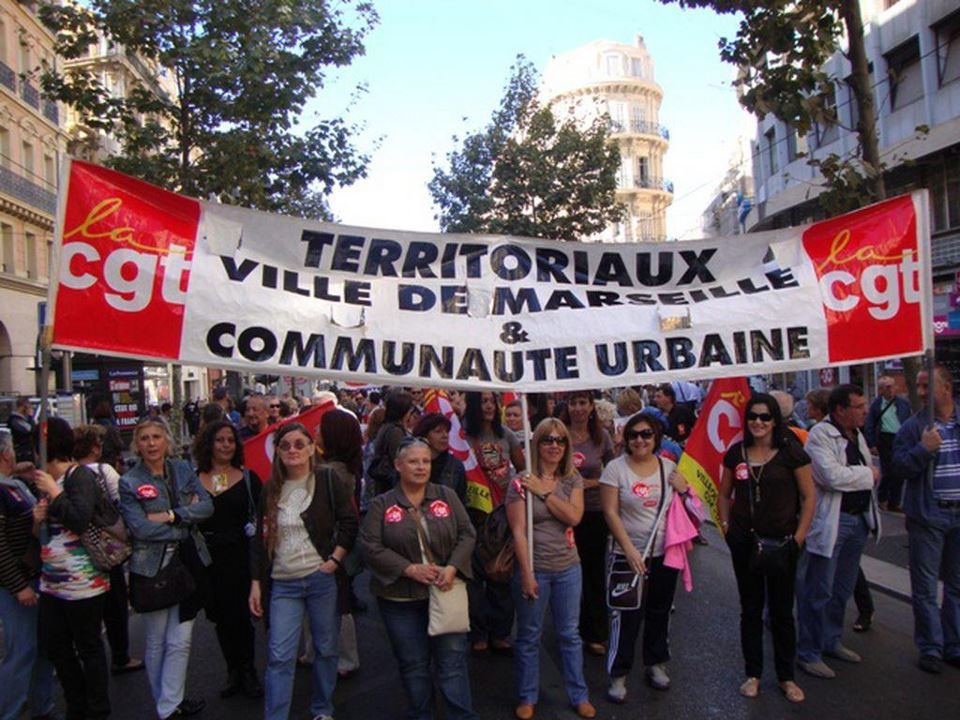 la
cgt
TERRITORIAUX
VILLE DE MARSEILLE
&
COMMUNAUTE URBAINE
la
cgt